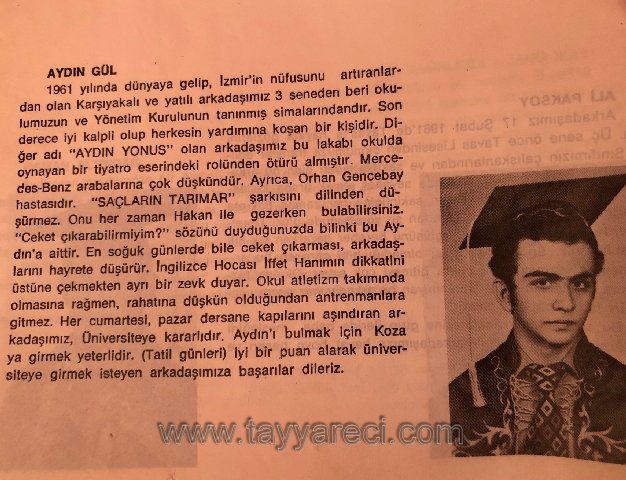 AYDIN GÜL
1961 yılında dünyaya gelip, İzmir'in nüfusunu artıranlar-
dan olan Karşıyakalı ve yatılı arkadaşımız 3 seneden beri oku-
lumuzun ve Yönetim Kurulunun tanınmış simalarındandır. Son
derece iyi kalpli olup herkesin yardımına koşan bir kişidir. Di-
ğer adı "AYDIN YONUS" olan arkadaşımız bu lakabı okulda
oynayan bir tiyatro eserindeki rolünden ötürü almıştır. Merce-
des-Benz arabalarına çok düşkündür. Ayrıca, Orhan Gencebay
hastasıdır. "SAÇLARIN TARIMAR" şarkısını dilinden dü-
şürmez. Onu her zaman Hakan ile gezerken bulabilirsiniz.
"Ceket çıkarabilirmiyim?" sözünü duyduğunuzda bilinki bu Ay-
dın'a aittir. En soğuk günlerde bile ceket çıkarması, arkadaş-
larını hayrete düşürür. İngilizce Hocası İffet Hanımın dikkatini
üstüne çekmekten ayrı bir zevk duyar. Okul atletizm takımında
olmasına rağmen, rahatına düşkün olduğundan antrenmanlara
gitmez. Her cumartesi, pazar dersane kapılarını aşındıran ar-
kadaşımız, Üniversiteye kararlıdır. Aydın'ı bulmak için Koza
ya girmek yeterlidir. (Tatil günleri) iyi bir puan alarak üniver-
siteye girmek isteyen arkadaşımıza başarılar dileriz.
www.tayyareci.com